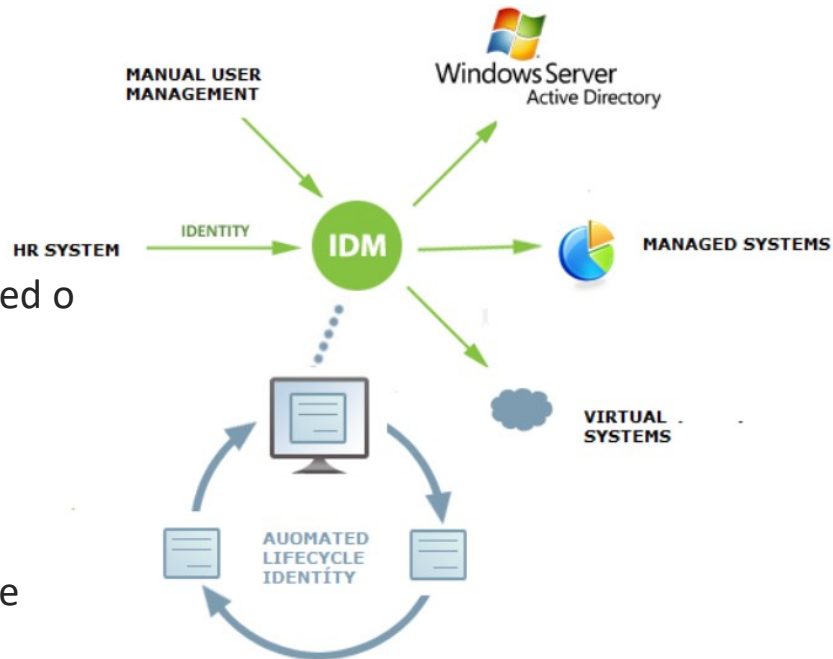 MANUAL USER
MANAGEMENT
Windows Server
Active Directory
IDENTITY
HR SYSTEM
IDM
MANAGED SYSTEMS
ed o
VIRTUAL
SYSTEMS
AUOMATED
LIFECYCLE
IDENTÍTY
e